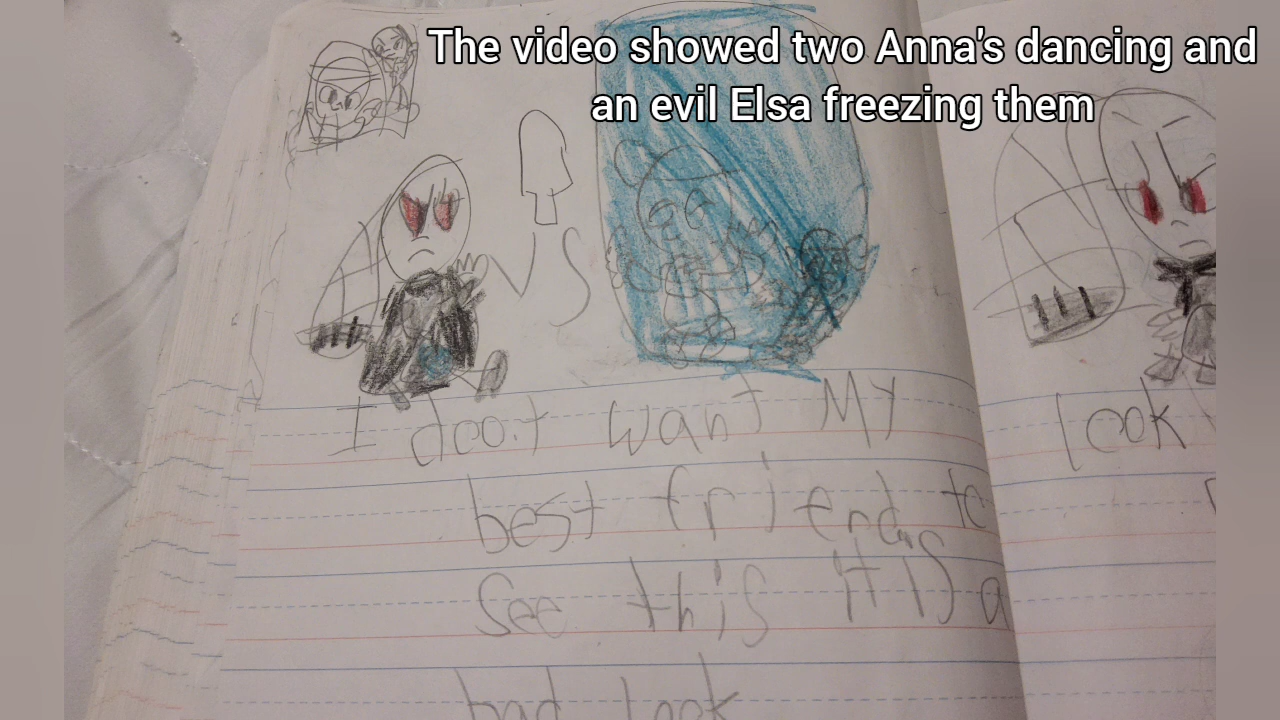 The video showed two Anna's dancing and
an evil Elsa freezing them
VS
I doo.t want MY
best friends to
look
See this it is a
bad look